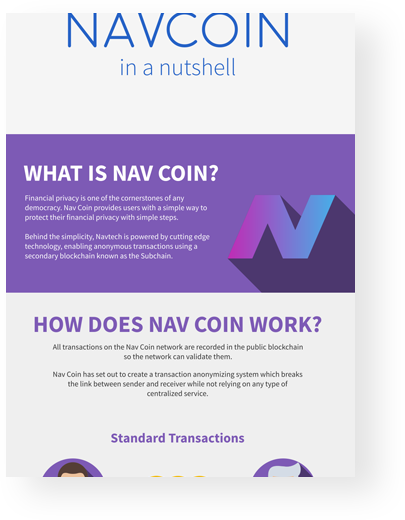 NAVCOIN
in a nutshell
WHAT IS NAV COIN?
Financial privacy is one of the cornerstones of any
democracy. Nav Coin provides users with a simple way to
protect their financial privacy with simple steps.
Behind the simplicity, Navtech is powered by cutting edge
technology, enabling anonymous transactions using a
secondary blockchain known as the Subchain.
N
HOW DOES NAV COIN WORK?
All transactions on the Nav Coin network are recorded in the public blockchain
so the network can validate them.
Nav Coin has set out to create a transaction anonymizing system which breaks
the link between sender and receiver while not relying on any type of
centralized service.
Standard Transactions